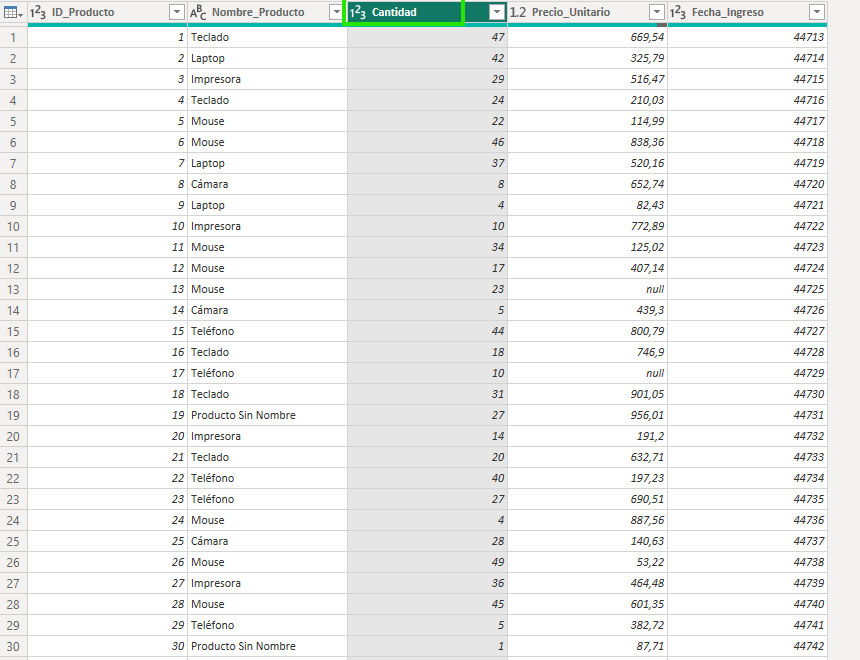 1²3 ID_Producto ABC Nombre_Producto 1²3 Cantidad 1.2 Precio_Unitario 1²3 Fecha_Ingreso
1 1 Teclado 47 669,54 44713
2 2 Laptop 42 325,79 44714
3 3 Impresora 29 516,47 44715
4 4 Teclado 24 210,03 44716
5 5 Mouse 22 114,99 44717
6 6 Mouse 46 838,36 44718
7 7 Laptop 37 520,16 44719
8 8 Cámara 8 652,74 44720
9 9 Laptop 4 82,43 44721
10 10 Impresora 10 772,89 44722
11 11 Mouse 34 125,02 44723
12 12 Mouse 17 407,14 44724
13 13 Mouse 23 null 44725
14 14 Cámara 5 439,3 44726
15 15 Teléfono 44 800,79 44727
16 16 Teclado 18 746,9 44728
17 17 Teléfono 10 null 44729
18 18 Teclado 31 901,05 44730
19 19 Producto Sin Nombre 27 956,01 44731
20 20 Impresora 14 191,2 44732
21 21 Teclado 20 632,71 44733
22 22 Teléfono 40 197,23 44734
23 23 Teléfono 27 690,51 44735
24 24 Mouse 4 887,56 44736
25 25 Cámara 28 140,63 44737
26 26 Mouse 49 53,22 44738
27 27 Impresora 36 464,48 44739
28 28 Mouse 45 601,35 44740
29 29 Teléfono 5 382,72 44741
30 30 Producto Sin Nombre 1 87,71 44742